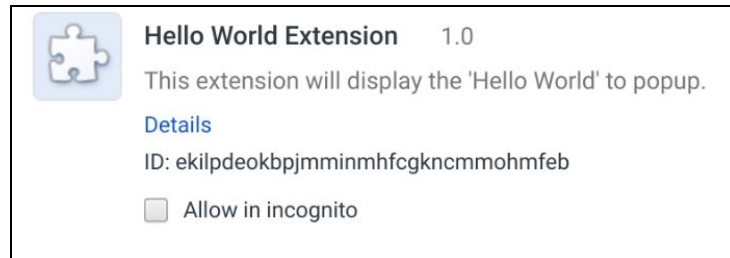 Hello World Extension 1.0
This extension will display the 'Hello World' to popup.
Details
ID: ekilpdeokbpjmminmhfcgkncmmohmfeb
Allow in incognito